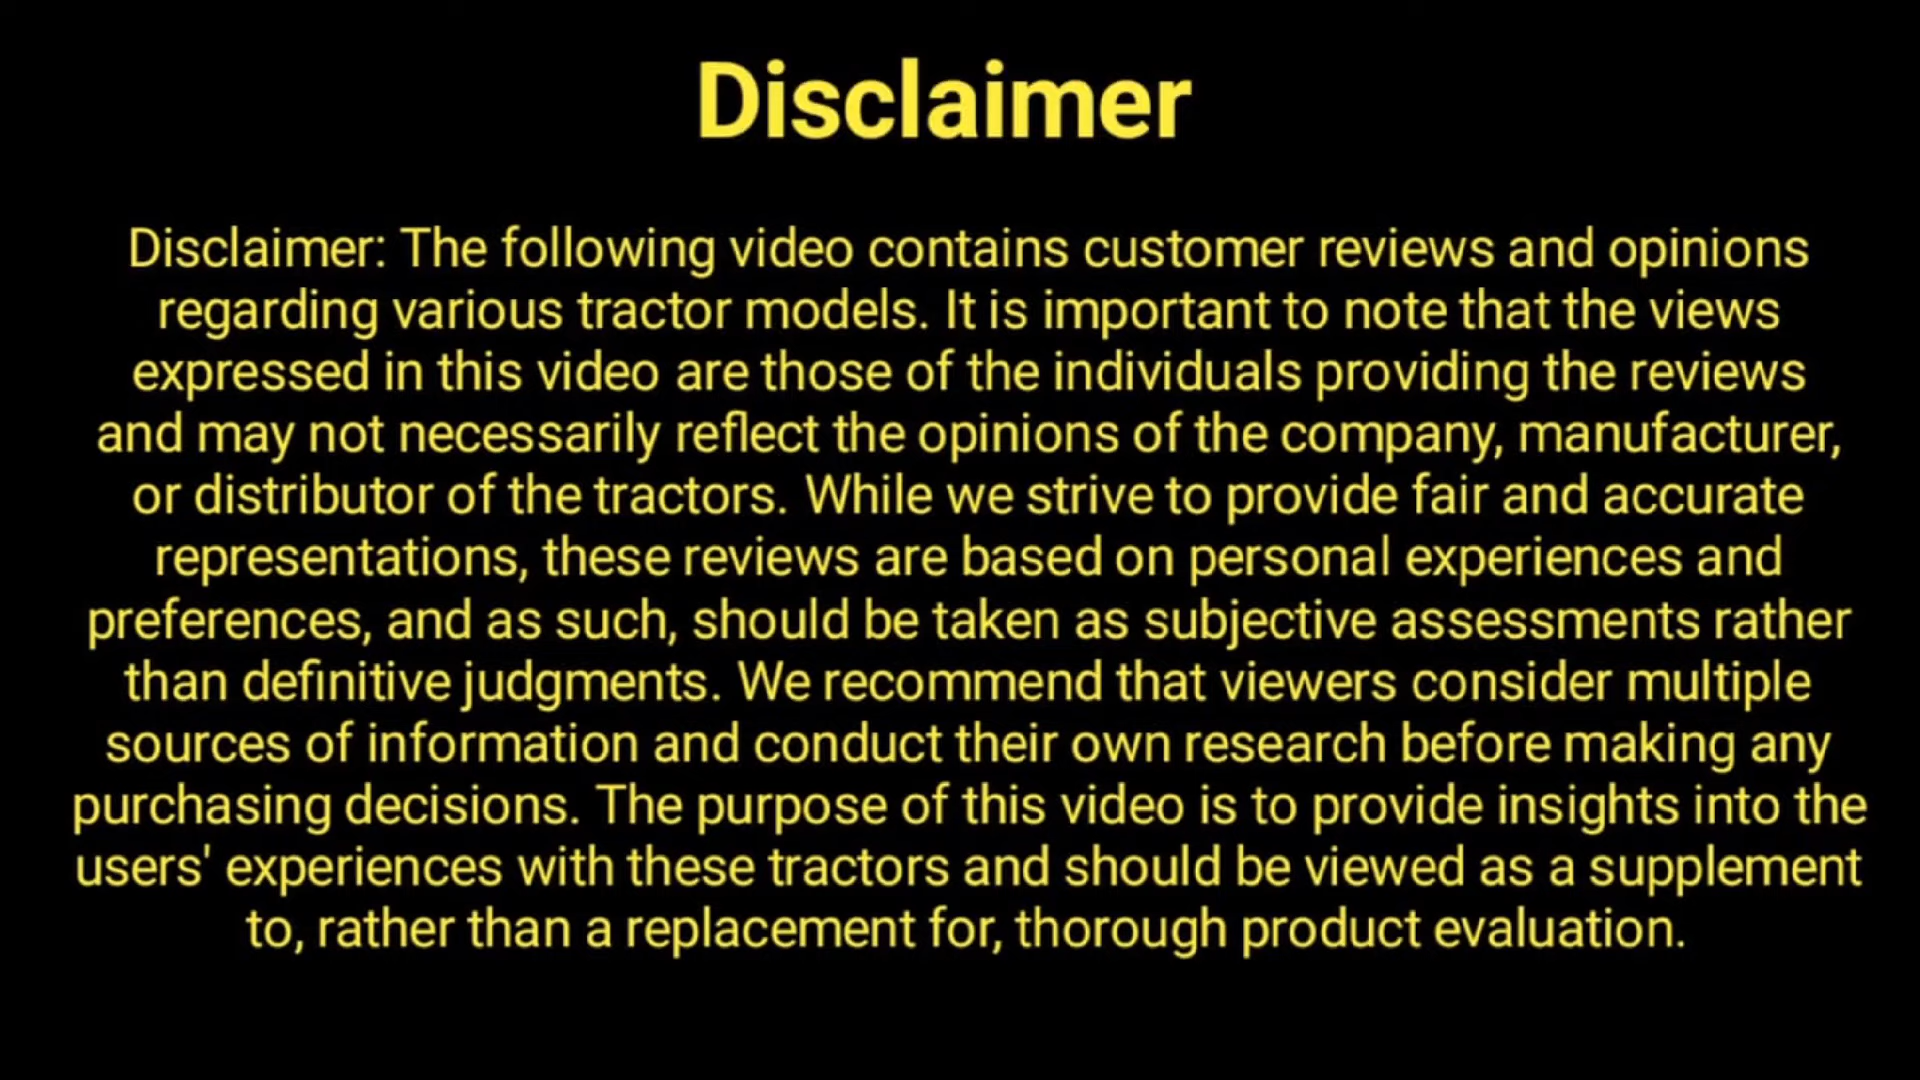 Disclaimer
Disclaimer: The following video contains customer reviews and opinions
regarding various tractor models. It is important to note that the views
expressed in this video are those of the individuals providing the reviews
and may not necessarily reflect the opinions of the company, manufacturer,
or distributor of the tractors. While we strive to provide fair and accurate
representations, these reviews are based on personal experiences and
preferences, and as such, should be taken as subjective assessments rather
than definitive judgments. We recommend that viewers consider multiple
sources of information and conduct their own research before making any
purchasing decisions. The purpose of this video is to provide insights into the
users' experiences with these tractors and should be viewed as a supplement
to, rather than a replacement for, thorough product evaluation.